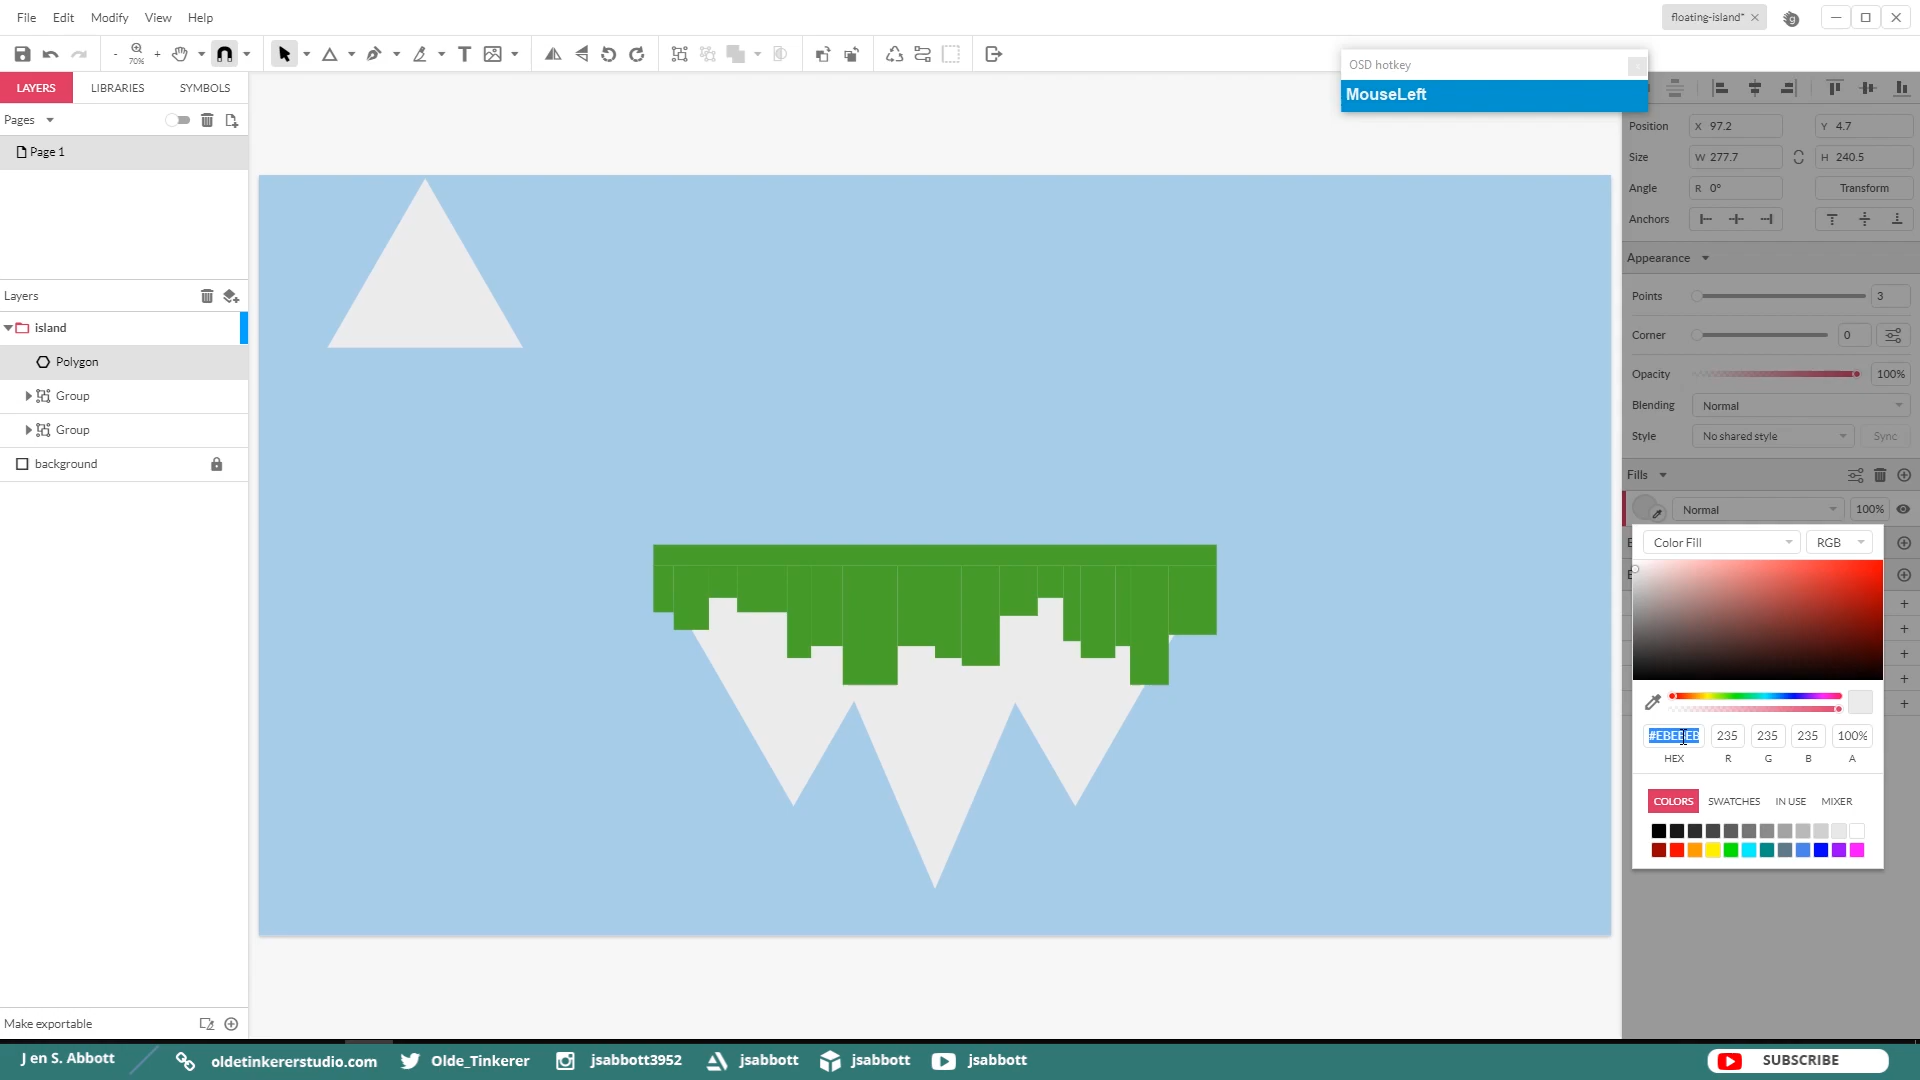 File Edit Modify View Help
floating-island*
70%
OSD hotkey
MouseLeft
LAYERS LIBRARIES SYMBOLS
Pages
Page 1
Layers
island
Polygon
Group
Group
background
Make exportable
Position X 97.2 Y 4.7
Size W 277.7 H 240.5
Angle R 0° Transform
Anchors
Appearance
Points 3
Corner 0
Opacity 100%
Blending Normal
Style No shared style Sync
Fills
Normal 100%
Color Fill RGB
#EBEBEB 235 235 235 100%
HEX R G B A
COLORS SWATCHES IN USE MIXER
J en S. Abbott oldetinkererstudio.com Olde_Tinkerer jsabbott3952 jsabbott jsabbott jsabbott SUBSCRIBE